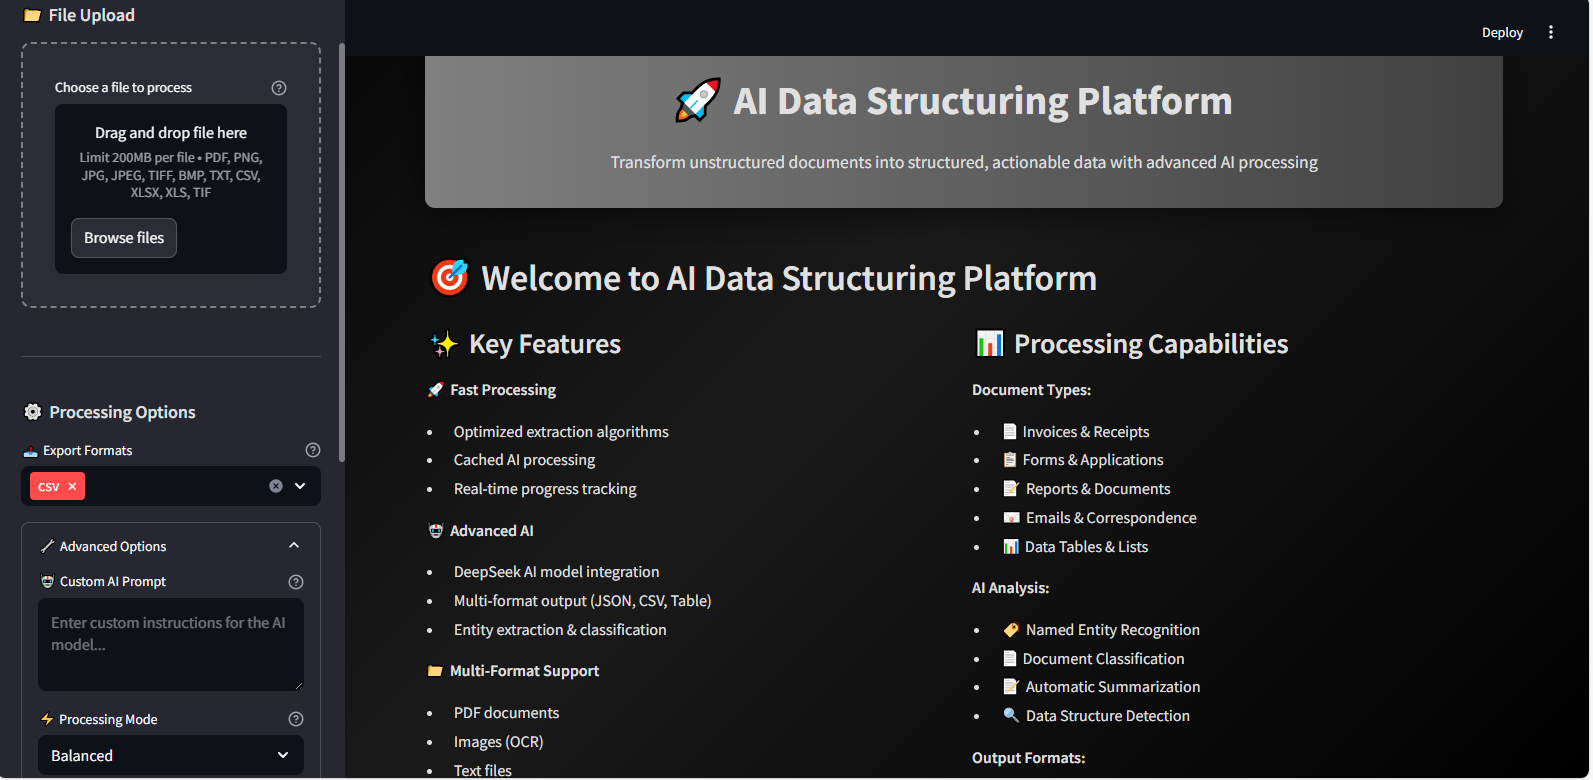 File Upload
Choose a file to process
Drag and drop file here
Limit 200MB per file • PDF, PNG,
JPG, JPEG, TIFF, BMP, TXT, CSV,
XLSX, XLS, TIF
Browse files
Processing Options
Export Formats
CSV
Advanced Options
Custom AI Prompt
Enter custom instructions for the AI
model...
Processing Mode
Balanced
Deploy
AI Data Structuring Platform
Transform unstructured documents into structured, actionable data with advanced AI processing
Welcome to AI Data Structuring Platform
Key Features
Fast Processing
Optimized extraction algorithms
Cached AI processing
Real-time progress tracking
Advanced AI
DeepSeek AI model integration
Multi-format output (JSON, CSV, Table)
Entity extraction & classification
Multi-Format Support
PDF documents
Images (OCR)
Text files
Processing Capabilities
Document Types:
Invoices & Receipts
Forms & Applications
Reports & Documents
Emails & Correspondence
Data Tables & Lists
AI Analysis:
Named Entity Recognition
Document Classification
Automatic Summarization
Data Structure Detection
Output Formats: